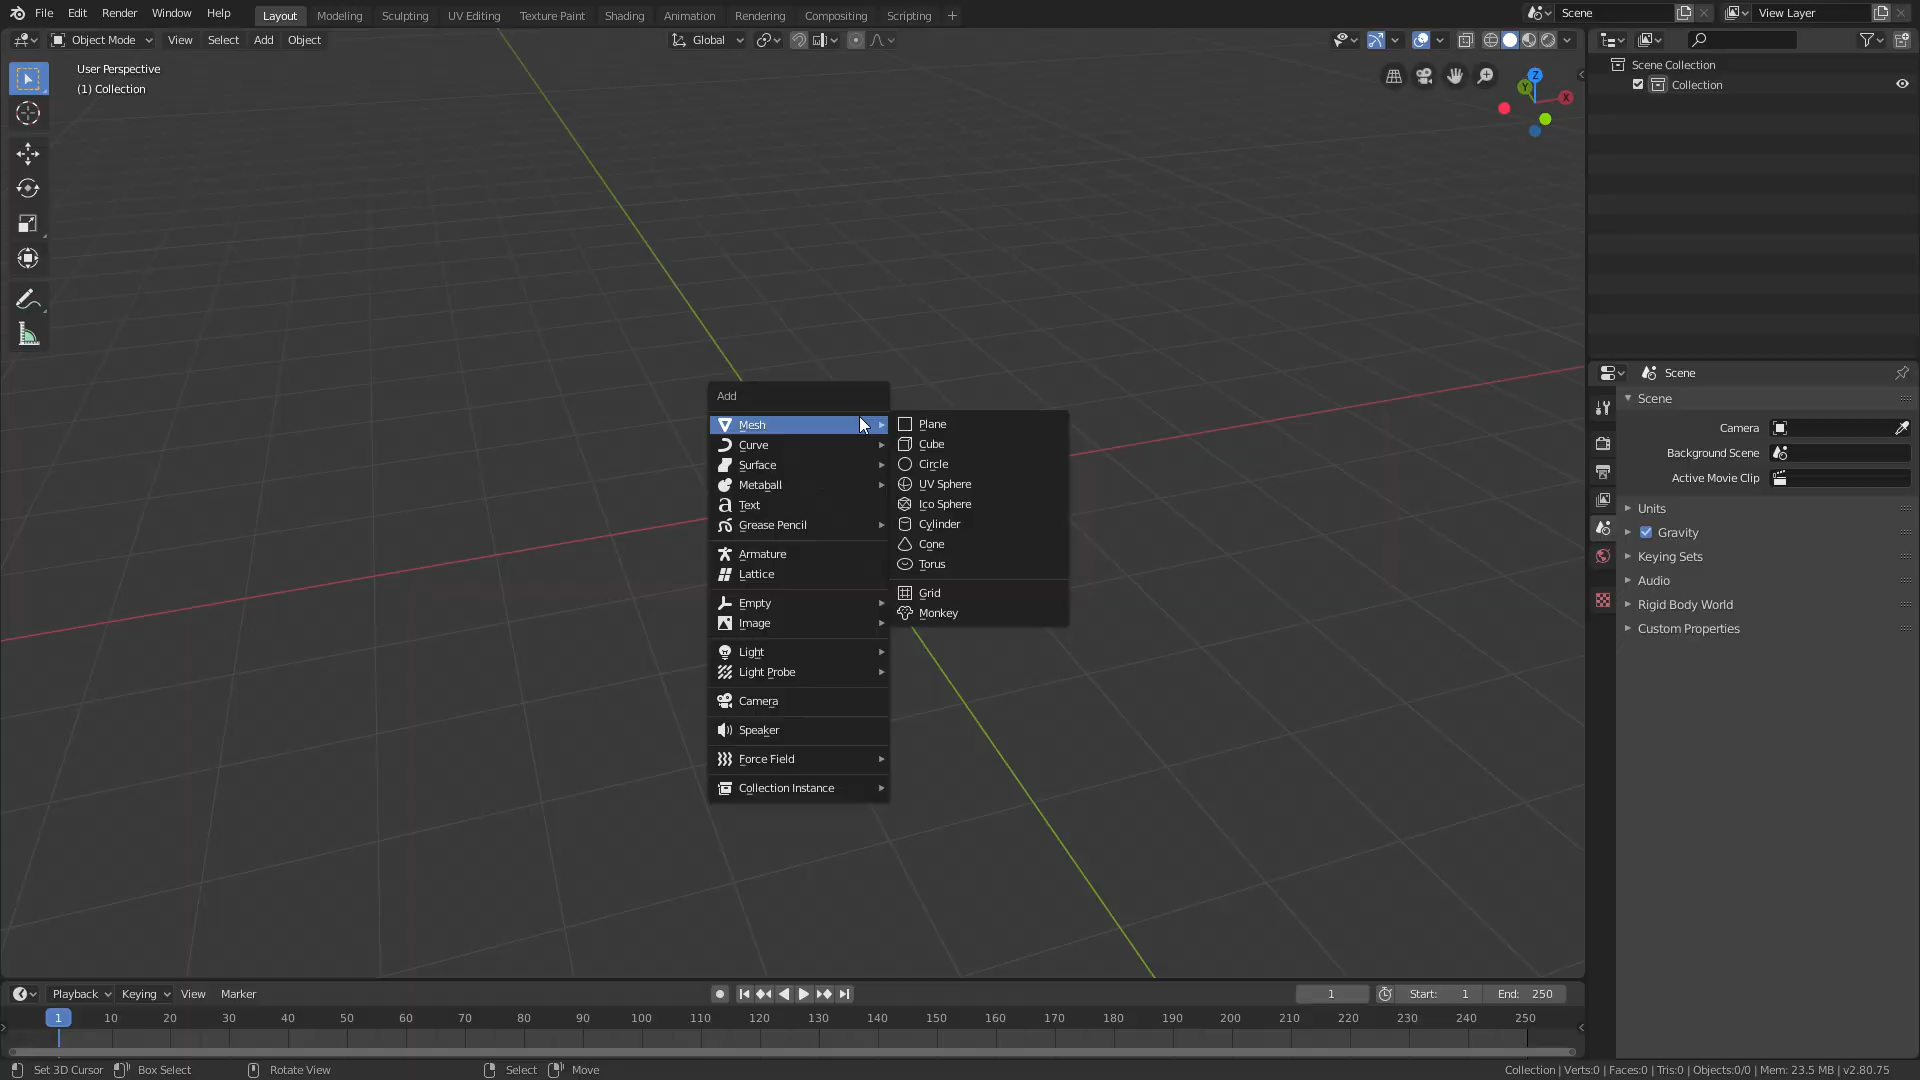 File Edit Render Window Help Layout Modeling Sculpting UV Editing Texture Paint Shading Animation Rendering Compositing Scripting + Scene View Layer
Object Mode View Select Add Object Global
User Perspective
(1) Collection
Z
Y
X
Scene Collection
Collection
Add
Mesh
Curve
Surface
Metaball
Text
Grease Pencil
Armature
Lattice
Empty
Image
Light
Light Probe
Camera
Speaker
Force Field
Collection Instance
Plane
Cube
Circle
UV Sphere
Ico Sphere
Cylinder
Cone
Torus
Grid
Monkey
Scene
Scene
Camera
Background Scene
Active Movie Clip
Units
Gravity
Keying Sets
Audio
Rigid Body World
Custom Properties
Playback Keying View Marker 1 Start: 1 End: 250
1 10 20 30 40 50 60 70 80 90 100 110 120 130 140 150 160 170 180 190 200 210 220 230 240 250
Set 3D Cursor Box Select Rotate View Select Move Collection | Verts:0 | Faces:0 | Tris:0 | Objects:0/0 | Mem: 23.5 MB | v2.80.75